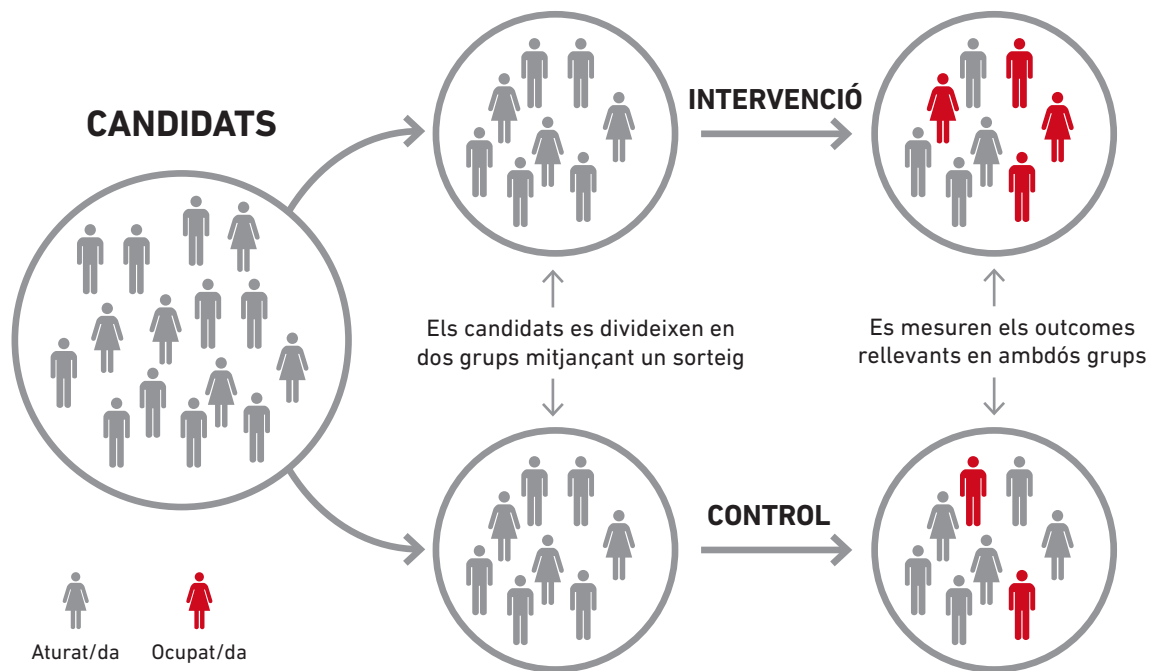 CANDIDATS
INTERVENCIÓ
Els candidats es divideixen en
dos grups mitjançant un sorteig
Es mesuren els outcomes
rellevants en ambdós grups
CONTROL
Aturat/da
Ocupat/da